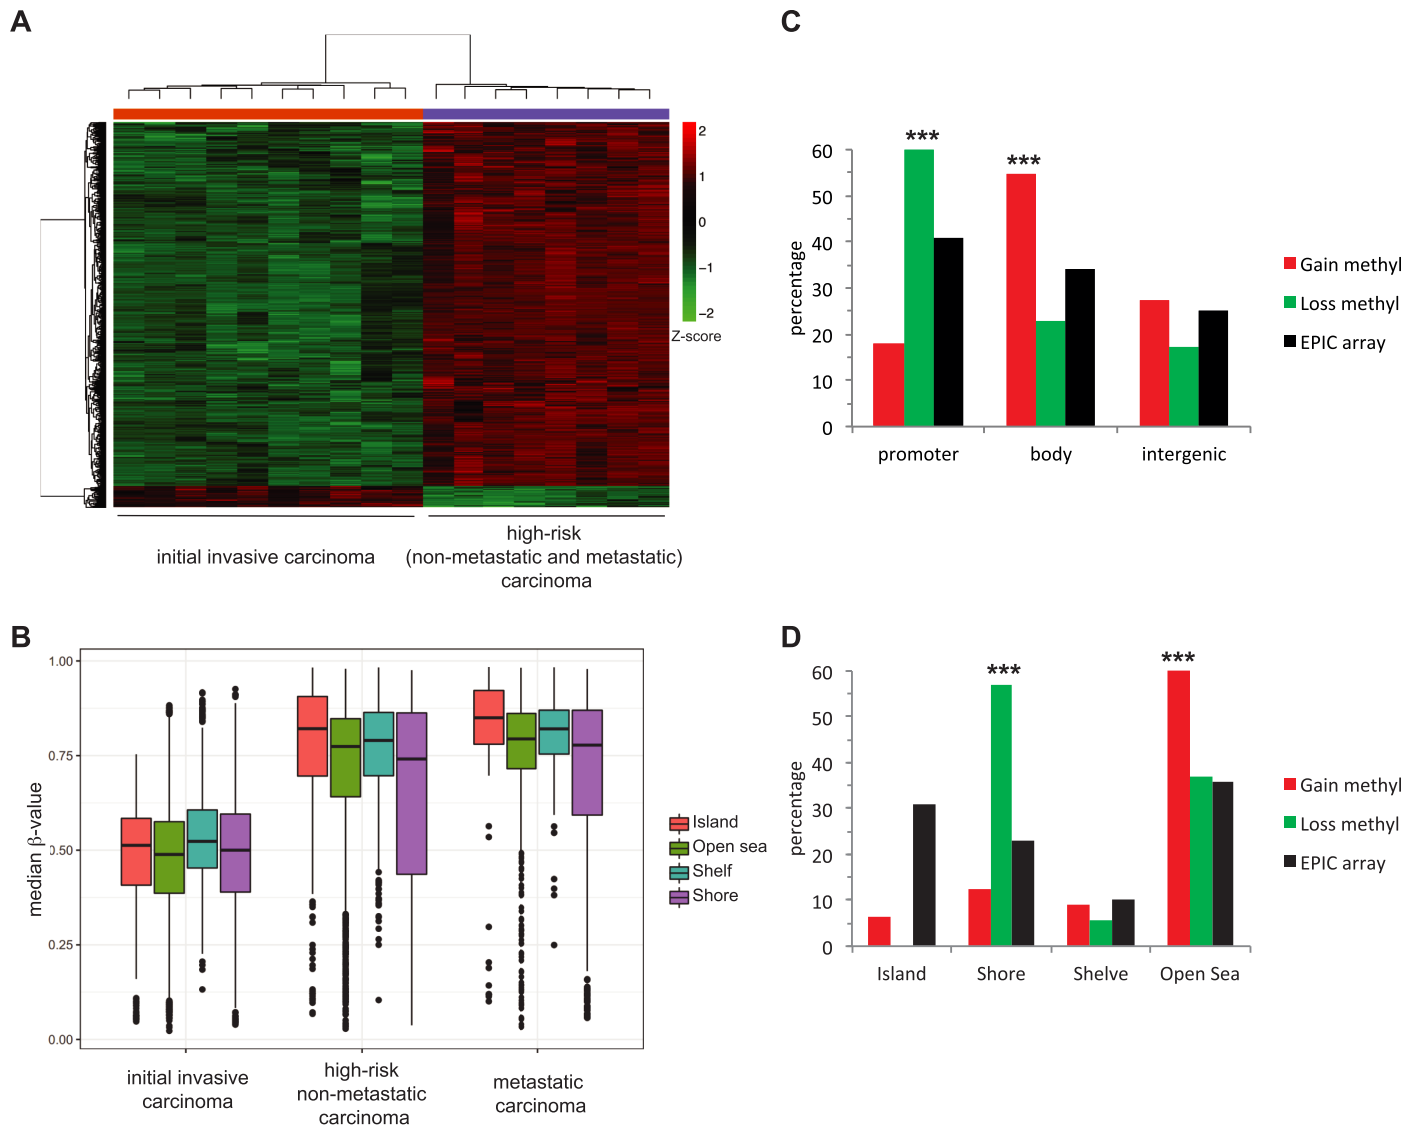 A
2
1
0
−1
−2
Z-score
initial invasive carcinoma
high-risk
(non-metastatic and metastatic)
carcinoma
B
1.00
0.75
0.50
0.25
0.00
median β-value
Island
Open sea
Shelf
Shore
initial invasive
carcinoma
high-risk
non-metastatic
carcinoma
metastatic
carcinoma
C
percentage
60
50
40
30
20
10
0
***
***
promoter
body
intergenic
Gain methyl
Loss methyl
EPIC array
D
percentage
60
50
40
30
20
10
0
***
***
Island
Shore
Shelve
Open Sea
Gain methyl
Loss methyl
EPIC array